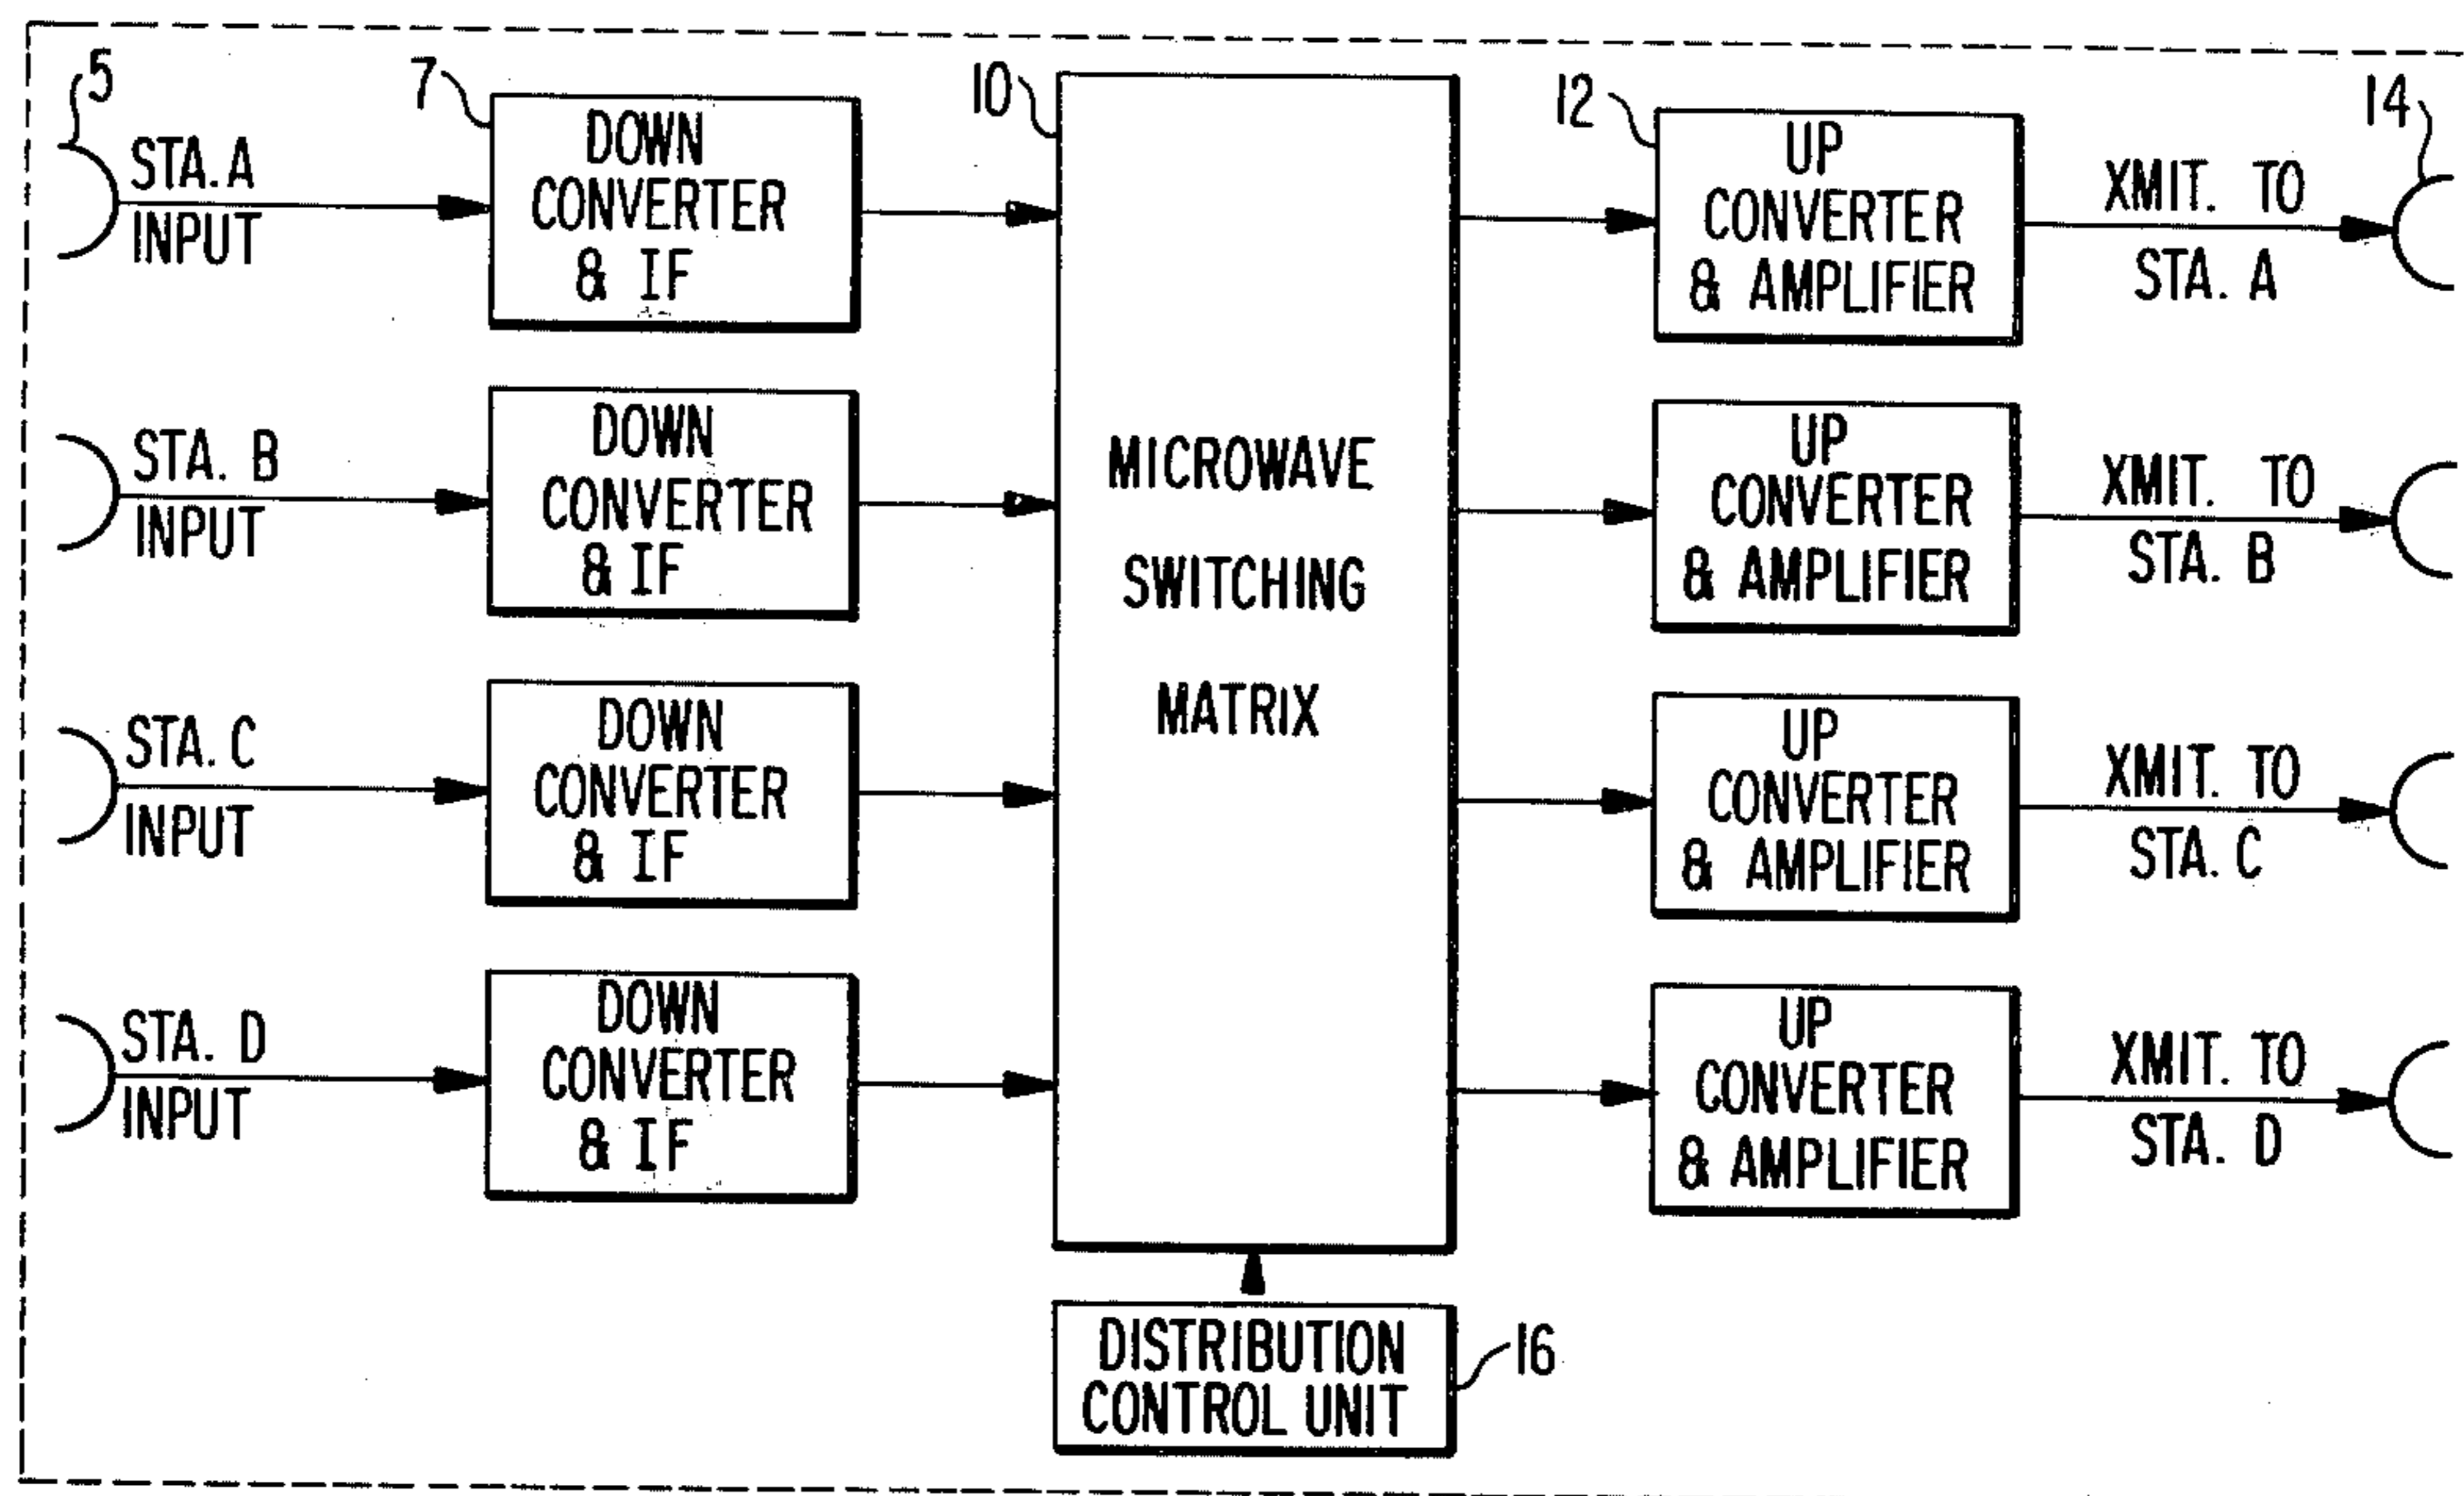 5
7
10
12
14
STA. A
INPUT
DOWN
CONVERTER
& IF
UP
CONVERTER
& AMPLIFIER
XMIT. TO
STA. A
STA. B
INPUT
DOWN
CONVERTER
& IF
MICROWAVE
SWITCHING
MATRIX
UP
CONVERTER
& AMPLIFIER
XMIT. TO
STA. B
STA. C
INPUT
DOWN
CONVERTER
& IF
UP
CONVERTER
& AMPLIFIER
XMIT. TO
STA. C
STA. D
INPUT
DOWN
CONVERTER
& IF
UP
CONVERTER
& AMPLIFIER
XMIT. TO
STA. D
DISTRIBUTION
CONTROL UNIT
16